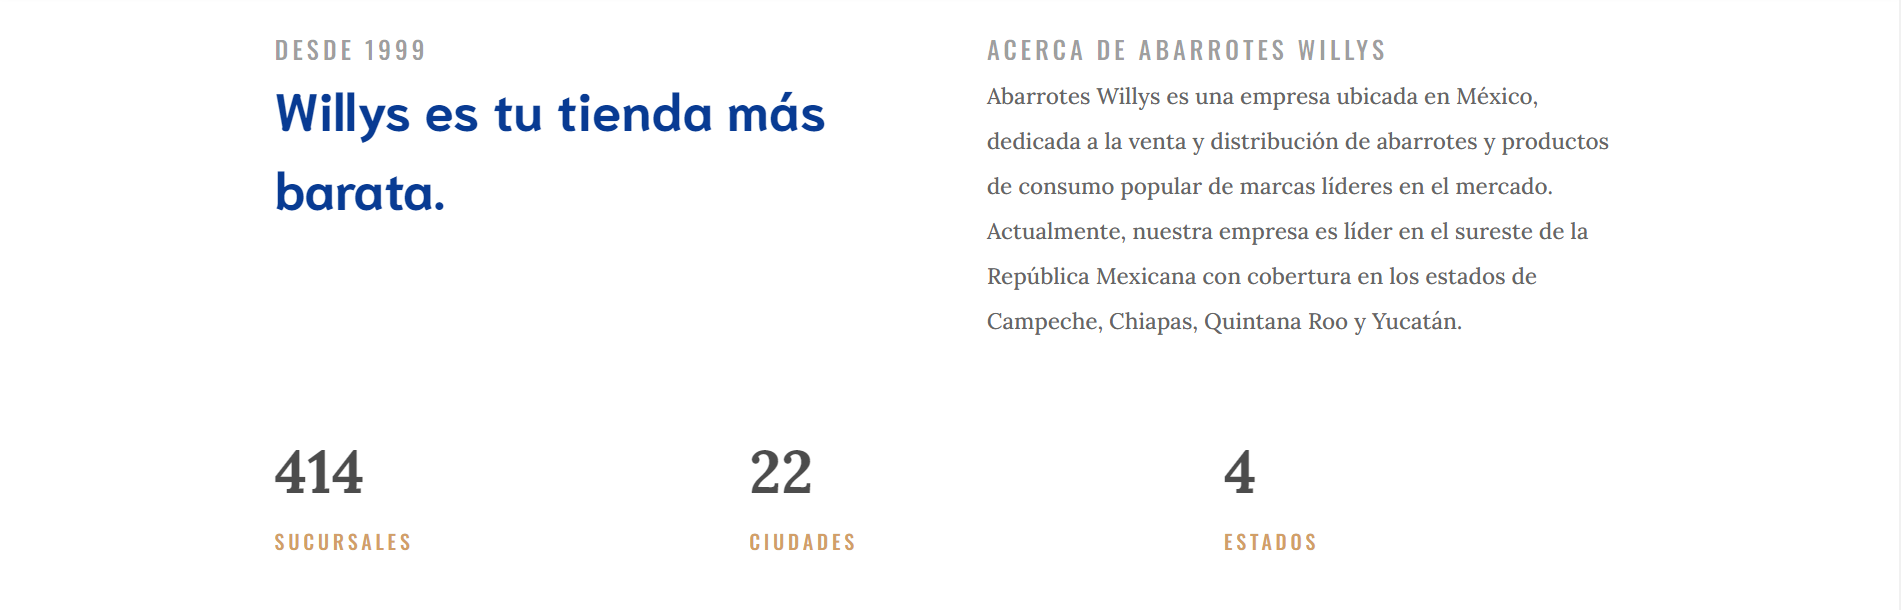 DESDE 1999
Willys es tu tienda más
barata.
ACERCA DE ABARROTES WILLYS
Abarrotes Willys es una empresa ubicada en México,
dedicada a la venta y distribución de abarrotes y productos
de consumo popular de marcas líderes en el mercado.
Actualmente, nuestra empresa es líder en el sureste de la
República Mexicana con cobertura en los estados de
Campeche, Chiapas, Quintana Roo y Yucatán.
414
SUCURSALES
22
CIUDADES
4
ESTADOS